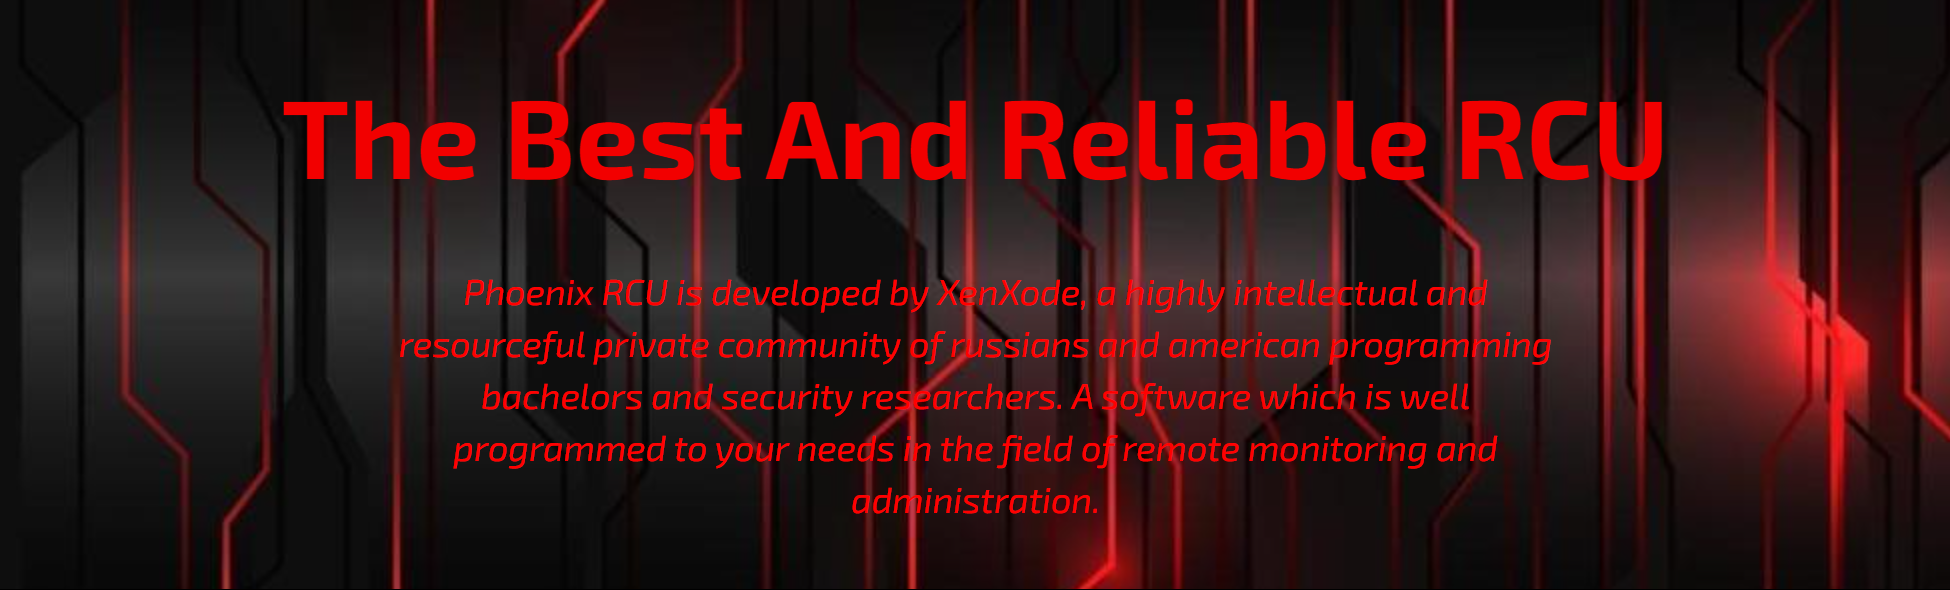 The Best And Reliable RCU
Phoenix RCU is developed by XenXode, a highly intellectual and
resourceful private community of russians and american programming
bachelors and security researchers. A software which is well
programmed to your needs in the field of remote monitoring and
administration.